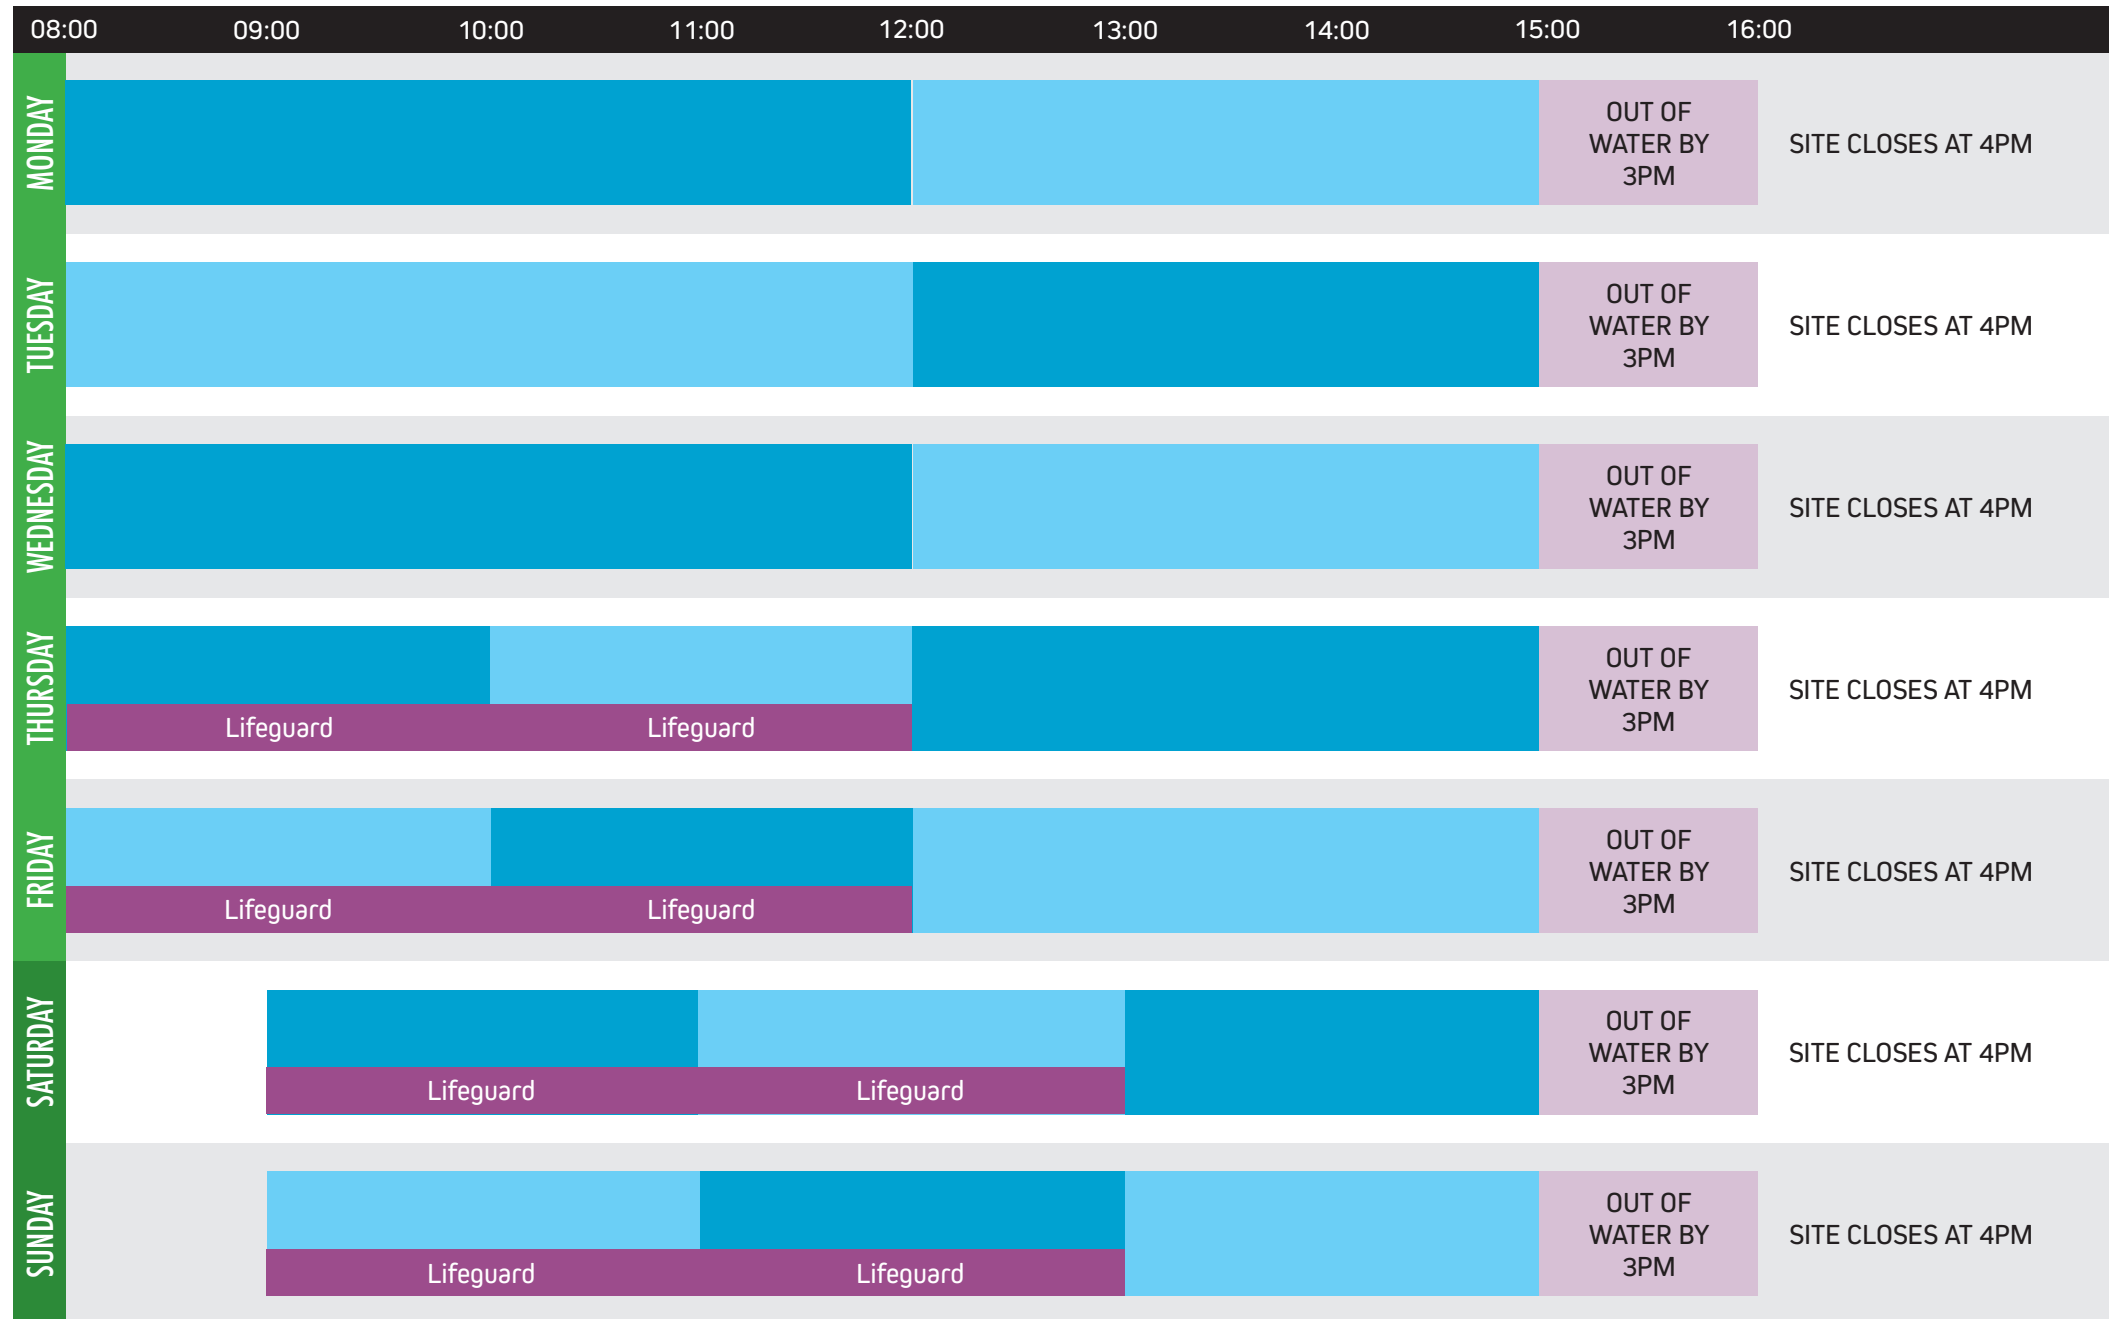 08:00 09:00 10:00 11:00 12:00 13:00 14:00 15:00 16:00
MONDAY
OUT OF
WATER BY
3PM
SITE CLOSES AT 4PM
TUESDAY
OUT OF
WATER BY
3PM
SITE CLOSES AT 4PM
WEDNESDAY
OUT OF
WATER BY
3PM
SITE CLOSES AT 4PM
THURSDAY
Lifeguard Lifeguard
OUT OF
WATER BY
3PM
SITE CLOSES AT 4PM
FRIDAY
Lifeguard Lifeguard
OUT OF
WATER BY
3PM
SITE CLOSES AT 4PM
SATURDAY
Lifeguard Lifeguard
OUT OF
WATER BY
3PM
SITE CLOSES AT 4PM
SUNDAY
Lifeguard Lifeguard
OUT OF
WATER BY
3PM
SITE CLOSES AT 4PM